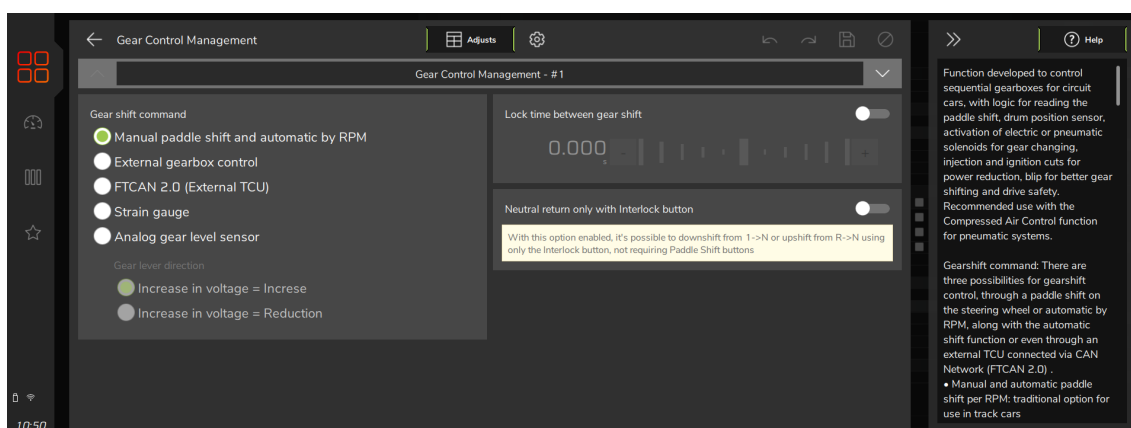 Gear Control Management
Adjusts
Help
Gear Control Management - #1
Gear shift command
Manual paddle shift and automatic by RPM
External gearbox control
FTCAN 2.0 (External TCU)
Strain gauge
Analog gear level sensor
Gear lever direction
Increase in voltage = Increse
Increase in voltage = Reduction
Lock time between gear shift
0.000
s
-
+
Neutral return only with Interlock button
With this option enabled, it's possible to downshift from 1->N or upshift from R->N using
only the Interlock button, not requiring Paddle Shift buttons
Function developed to control
sequential gearboxes for circuit
cars, with logic for reading the
paddle shift, drum position sensor,
activation of electric or pneumatic
solenoids for gear changing,
injection and ignition cuts for
power reduction, blip for better gear
shifting and drive safety.
Recommended use with the
Compressed Air Control function
for pneumatic systems.
Gearshift command: There are
three possibilities for gearshift
control, through a paddle shift on
the steering wheel or automatic by
RPM, along with the automatic
shift function or even through an
external TCU connected via CAN
Network (FTCAN 2.0) .
• Manual and automatic paddle
shift per RPM: traditional option for
use in track cars
10:50